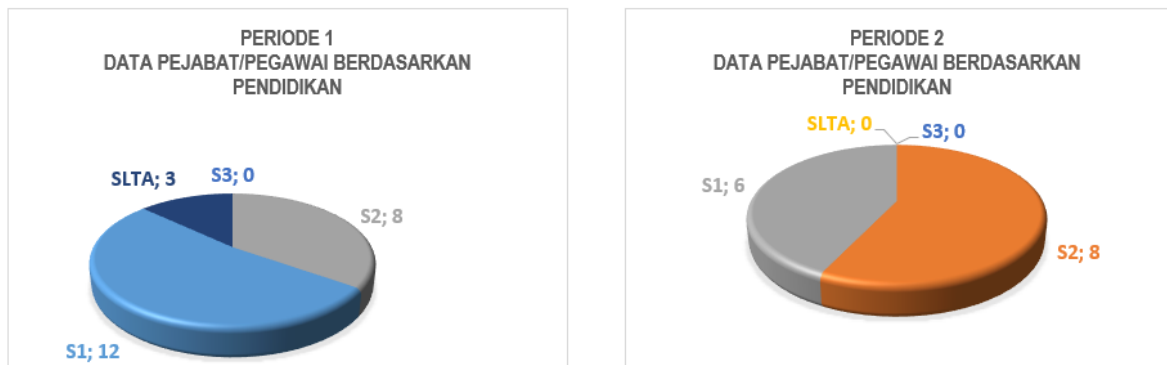 PERIODE 1
DATA PEJABAT/PEGAWAI BERDASARKAN
PENDIDIKAN
SLTA; 3
S3; 0
S2; 8
S1; 12
PERIODE 2
DATA PEJABAT/PEGAWAI BERDASARKAN
PENDIDIKAN
SLTA; 0
S3; 0
S1; 6
S2; 8